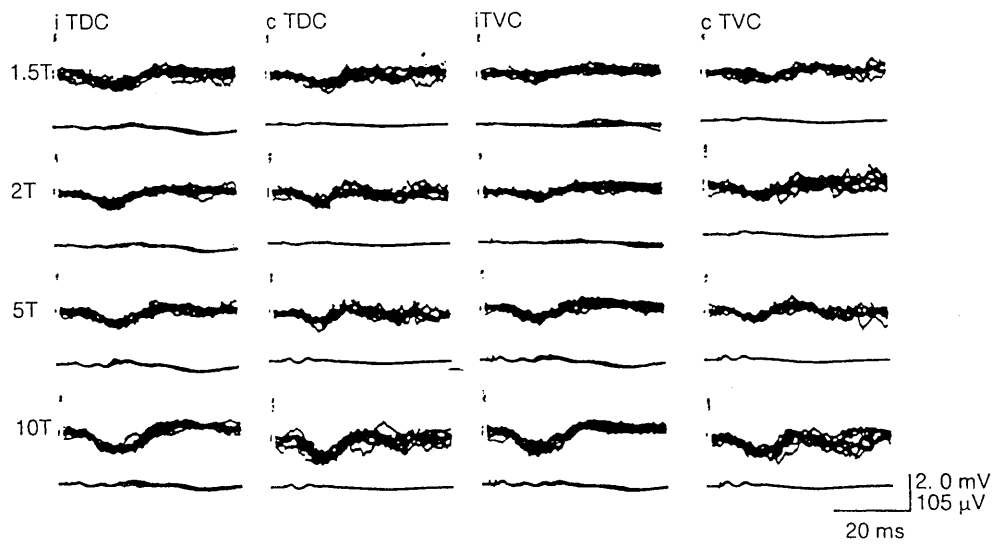 i TDC c TDC iTVC c TVC
1.5T
2T
5T
10T
2. 0 mV
105 µV
20 ms